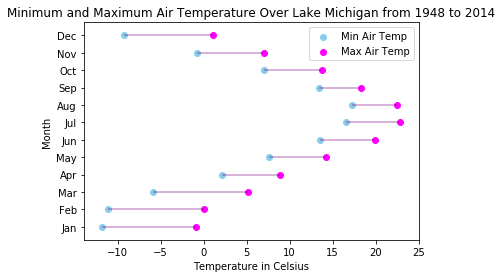 Minimum and Maximum Air Temperature Over Lake Michigan from 1948 to 2014
Min Air Temp
Max Air Temp
Dec
Nov
Oct
Sep
Aug
Jul
Jun
May
Apr
Mar
Feb
Jan
Month
−10 −5 0 5 10 15 20 25
Temperature in Celsius